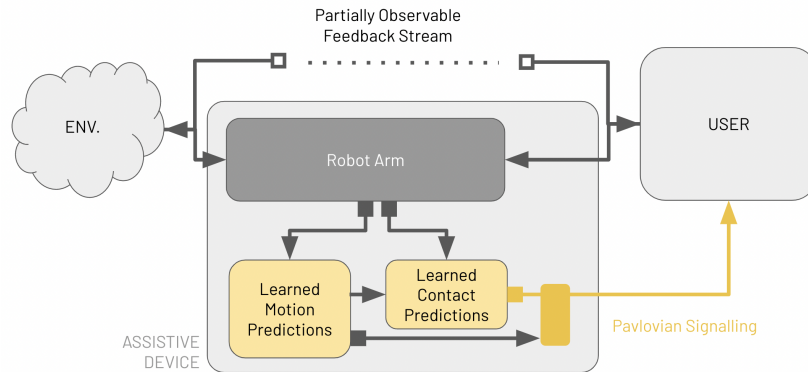 Partially Observable
Feedback Stream
ENV.
USER
Robot Arm
Learned
Motion
Predictions
Learned
Contact
Predictions
Pavlovian Signalling
ASSISTIVE
DEVICE